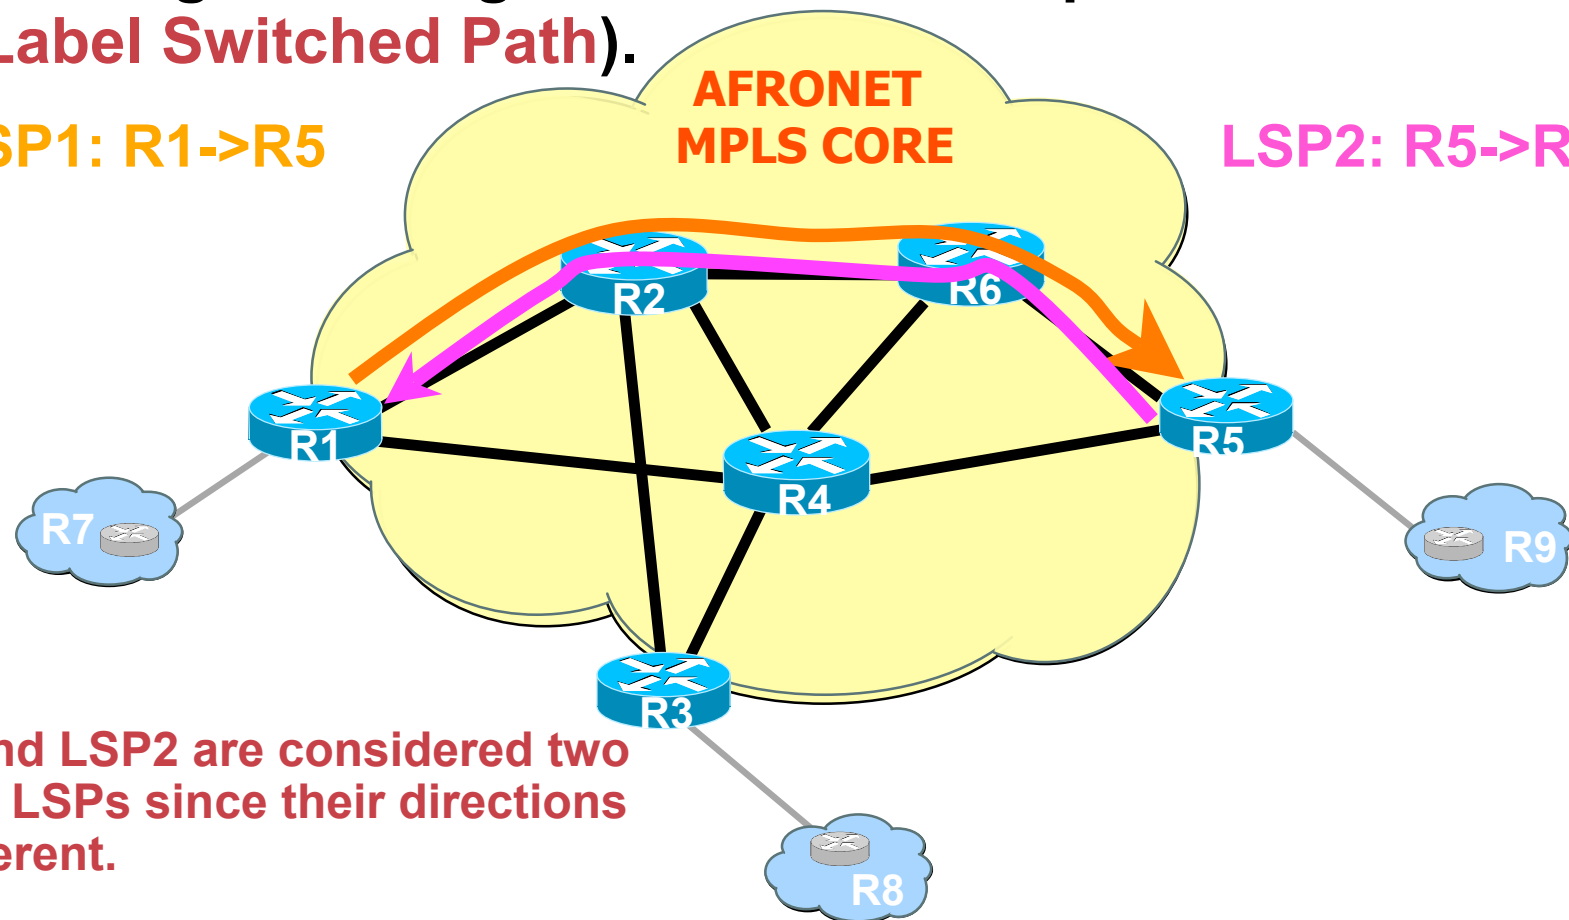 Label Switched Path).
AFRONET
MPLS CORE
SP1: R1->R5
LSP2: R5->R
R2
R6
R1
R5
R4
R7
R9
R3
nd LSP2 are considered two
LSPs since their directions
erent.
R8